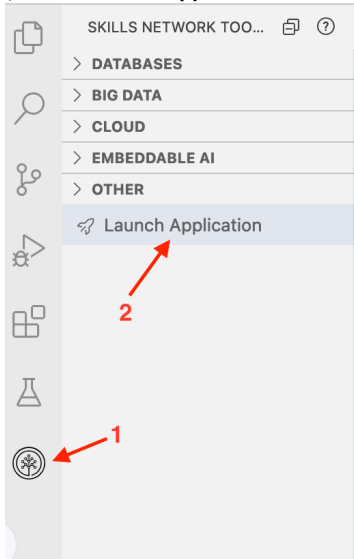 SKILLS NETWORK TOO...
DATABASES
BIG DATA
CLOUD
EMBEDDABLE AI
OTHER
Launch Application
2
1